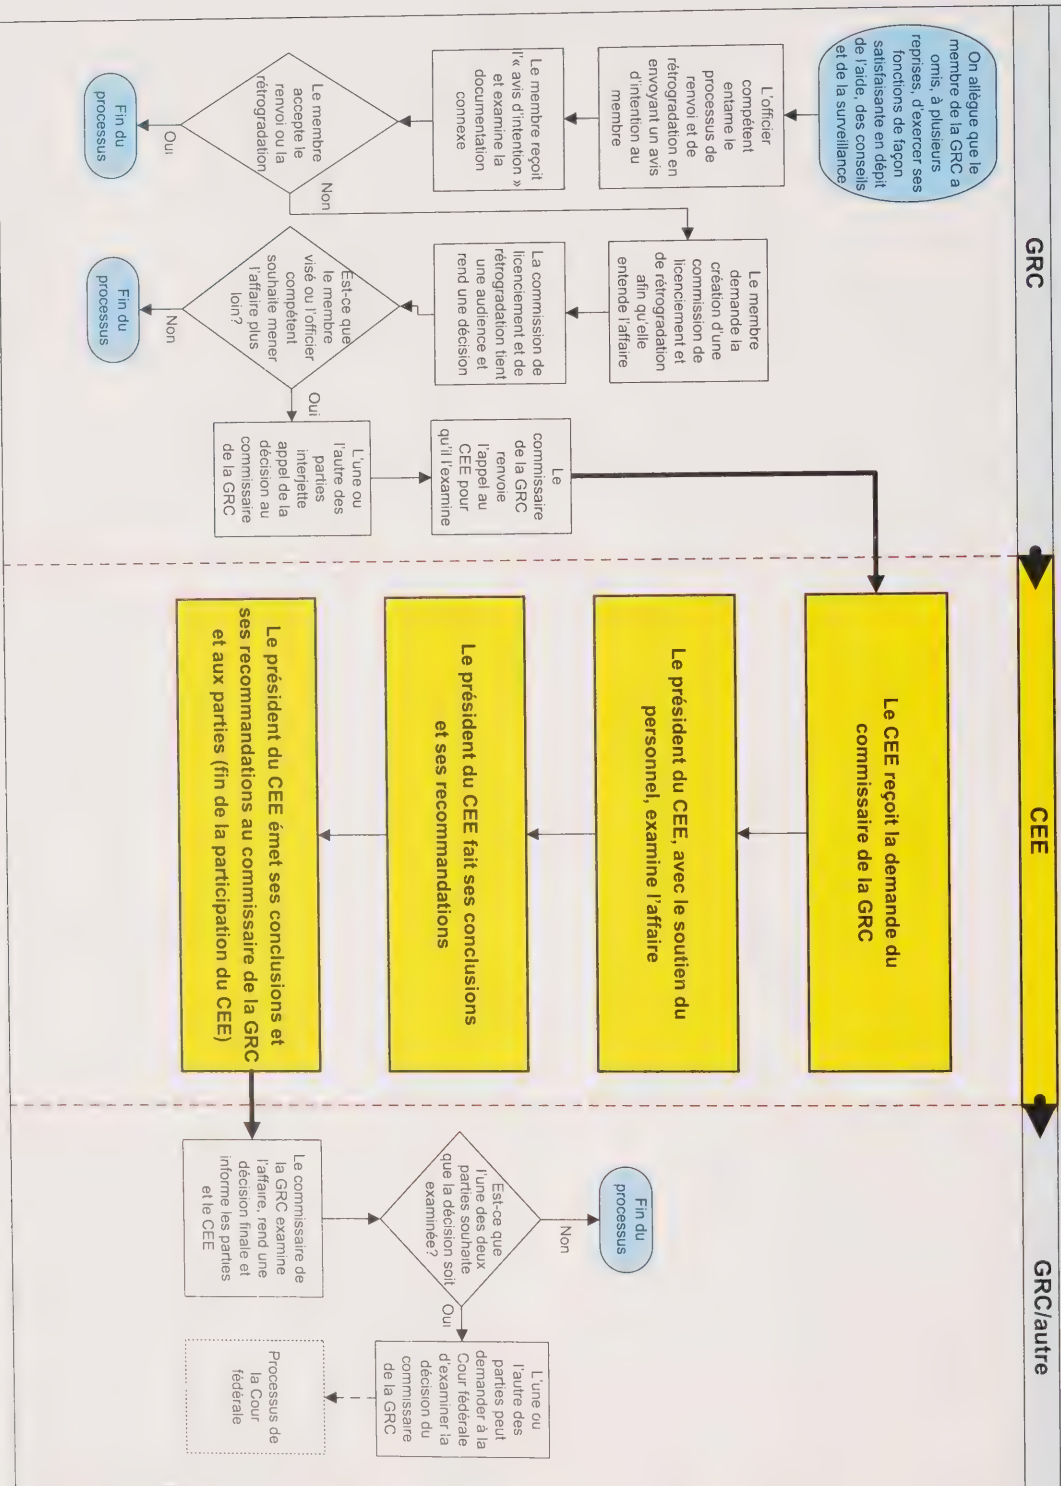 GRC
CEE
GRC/autre
On allègue que le
membre de la GRC a
omis, à plusieurs
reprises, d'exercer ses
fonctions de façon
satisfaisante en dépit
de l'aide, des conseils
et de la surveillance
L'officier
compétent
entame le
processus de
renvoi et de
rétrogradation en
envoyant un avis
d'intention au
membre
Le membre reçoit
l'« avis d'intention »
et examine la
documentation
connexe
Le membre
accepte le
renvoi ou la
rétrogradation
Oui
Fin du
processus
Non
Le membre
demande la
création d'une
commission de
licenciement et
de rétrogradation
afin qu'elle
entende l'affaire
La commission de
licenciement et de
rétrogradation tient
une audience et
rend une décision
Est-ce que
le membre
visé ou l'officier
compétent
souhaite mener
l'affaire plus
loin?
Non
Fin du
processus
Oui
L'une ou
l'autre des
parties
interjette
appel de la
décision au
commissaire
de la GRC
Le
commissaire
de la GRC
renvoie
l'appel au
CEE pour
qu'il l'examine
Le CEE reçoit la demande du
commissaire de la GRC
Le président du CEE, avec le soutien du
personnel, examine l'affaire
Le président du CEE fait ses conclusions
et ses recommandations
Le président du CEE émet ses conclusions et
ses recommandations au commissaire de la GRC
et aux parties (fin de la participation du CEE)
Le commissaire de
la GRC examine
l'affaire, rend une
décision finale et
informe les parties
et le CEE
Est-ce que
l'une des deux
parties souhaite
que la décision soit
examinée?
Non
Fin du
processus
Oui
L'une ou
l'autre des
parties peut
demander à la
Cour fédérale
d'examiner la
décision du
commissaire
de la GRC
Processus de
la Cour
fédérale